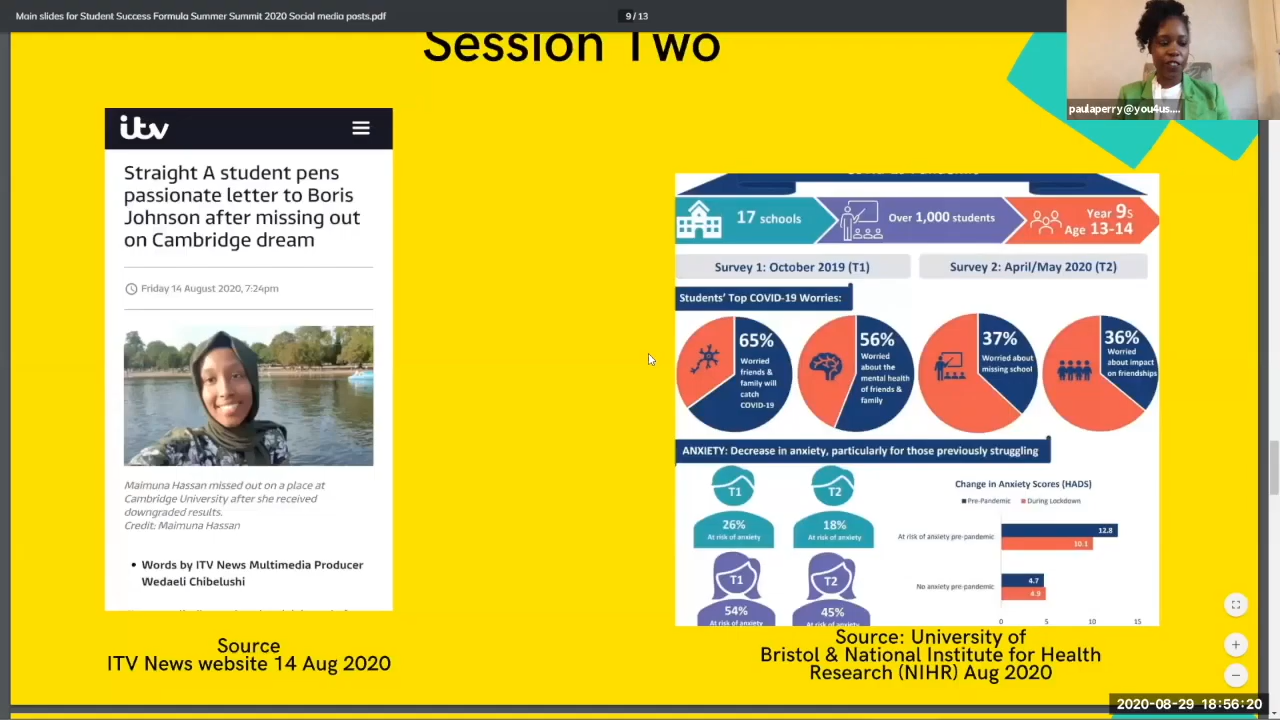 Main slides for Student Success Formula Summer Summit 2020 Social media posts.pdf
9 / 13
Session Two
paulaperry@you4us....
itv
Straight A student pens
passionate letter to Boris
Johnson after missing out
on Cambridge dream
Friday 14 August 2020, 7:24pm
Maimuna Hassan missed out on a place at
Cambridge University after she received
downgraded results.
Credit: Maimuna Hassan
• Words by ITV News Multimedia Producer
Wedaeli Chibelushi
Source
ITV News website 14 Aug 2020
17 schools
Over 1,000 students
Year 9s
Age 13-14
Survey 1: October 2019 (T1)
Survey 2: April/May 2020 (T2)
Students' Top COVID-19 Worries:
65%
Worried
friends &
family will
catch
COVID-19
56%
Worried
about the
mental health
of friends &
family
37%
Worried about
missing school
36%
Worried
about impact
on friendships
ANXIETY: Decrease in anxiety, particularly for those previously struggling
T1
26%
At risk of anxiety
T2
18%
At risk of anxiety
T1
54%
At risk of anxiety
T2
45%
At risk of anxiety
Change in Anxiety Scores (HADS)
Pre-Pandemic During Lockdown
At risk of anxiety pre-pandemic
12.8
10.1
No anxiety pre-pandemic
4.7
4.9
0 5 10 15
Source: University of
Bristol & National Institute for Health
Research (NIHR) Aug 2020
2020-08-29 18:56:20